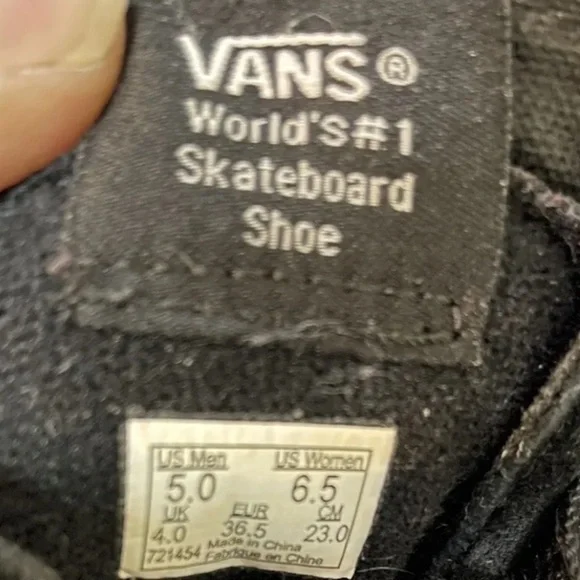 VANS®
World's#1
Skateboard
Shoe
US Men US Women
5.0 6.5
UK EUR CM
4.0 36.5 23.0
Made in China
721454 Fabriqué en Chine